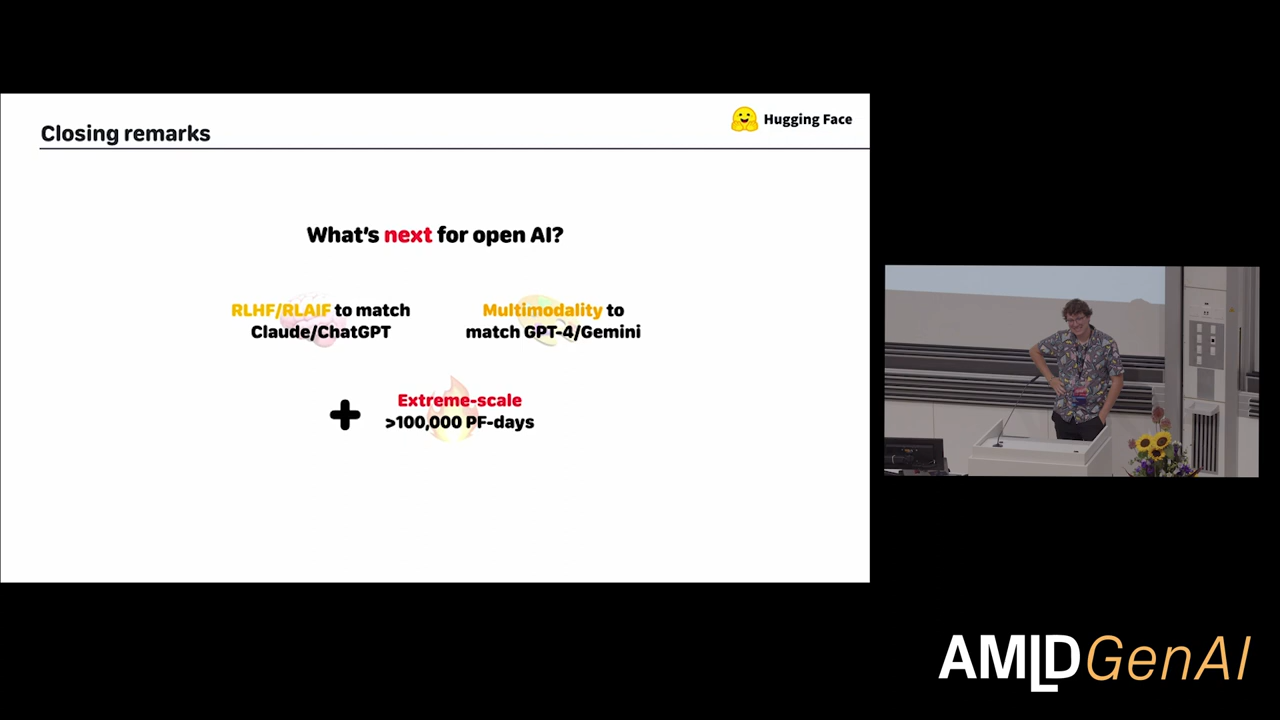 Closing remarks
Hugging Face
What's next for open AI?
RLHF/RLAIF to match
Claude/ChatGPT
Multimodality to
match GPT-4/Gemini
Extreme-scale
>100,000 PF-days
AMLD GenAI